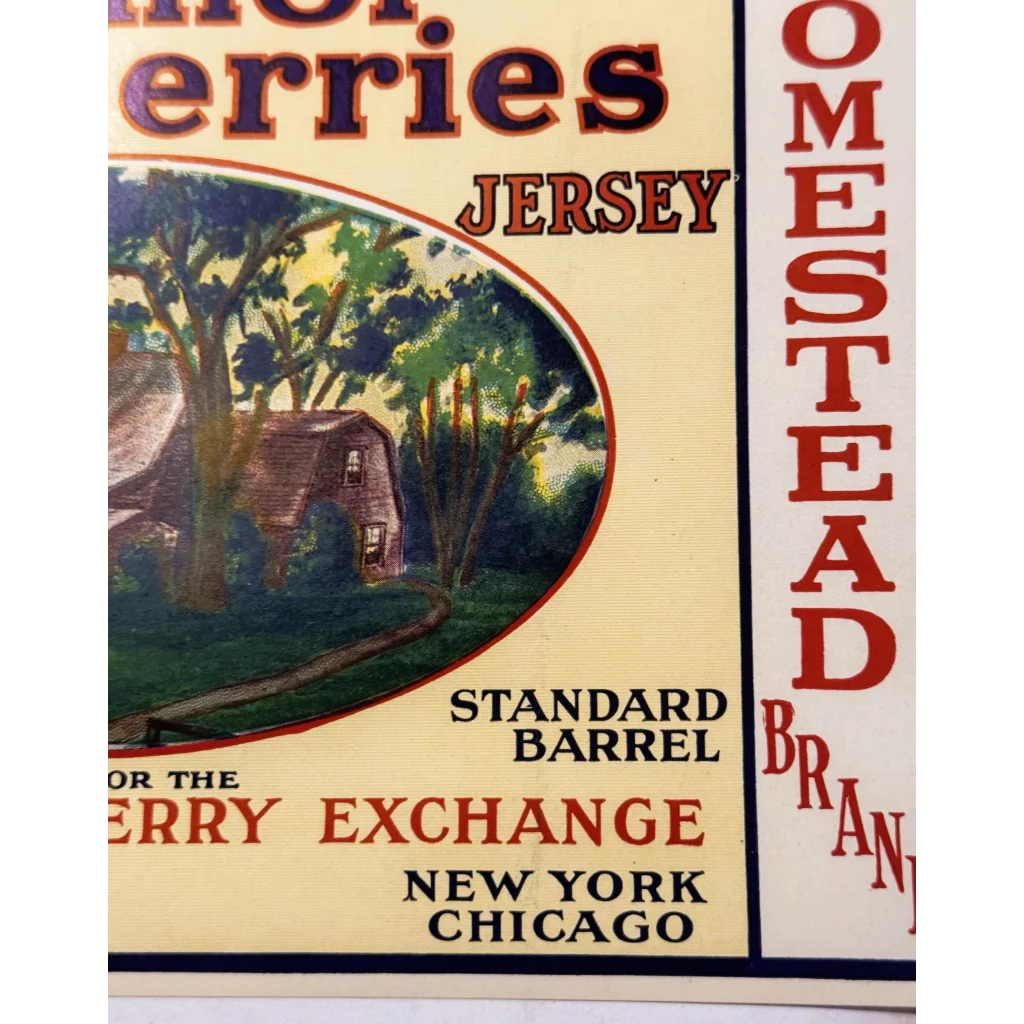 erries
JERSEY
STANDARD
BARREL
OR THE
ERRY EXCHANGE
NEW YORK
CHICAGO
OMESTEAD
BRAN